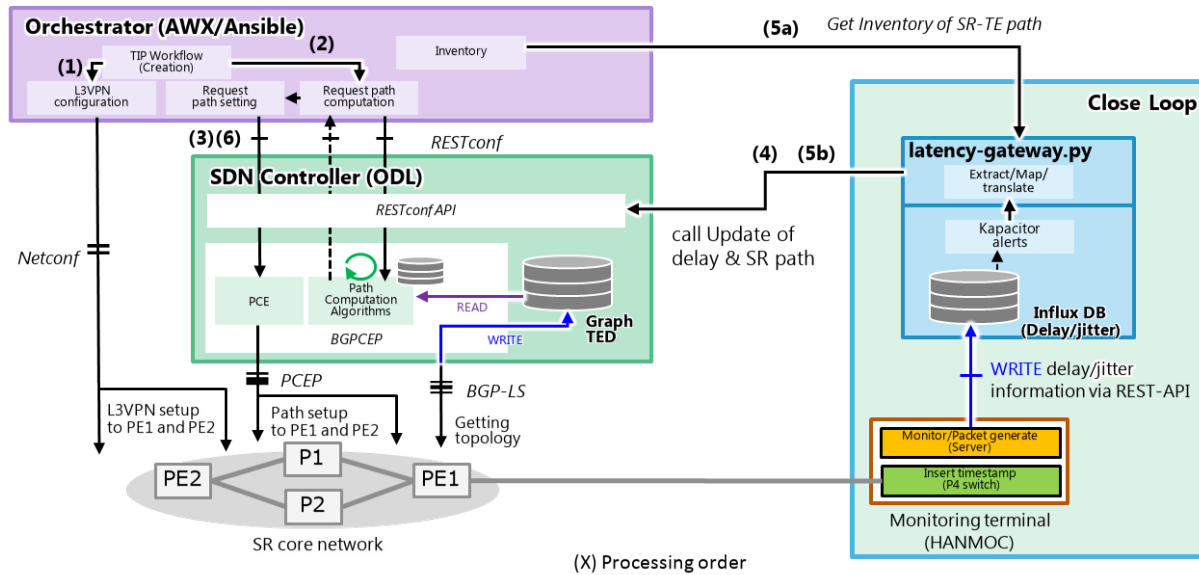 Orchestrator (AWX/Ansible)
(5a)
Get Inventory of SR-TE path
TIP Workflow
(Creation)
(1)
(2)
Inventory
L3VPN
configuration
Request
path setting
Request path
computation
Close Loop
(3) (6)
RESTconf
(4)
(5b)
latency-gateway.py
Extract/Map/
translate
SDN Controller (ODL)
RESTconf API
Kapacitor
alerts
call Update of
delay & SR path
Netconf
PCE
Path
Computation
Algorithms
READ
WRITE
Graph
TED
BGPCEP
Influx DB
(Delay/jitter)
PCEP
BGP-LS
WRITE delay/jitter
information via REST-API
L3VPN setup
to PE1 and PE2
Path setup
to PE1 and PE2
Getting
topology
Monitor/Packet generate
(Server)
Insert timestamp
(P4 switch)
PE2
P1
P2
PE1
SR core network
Monitoring terminal
(HANMOC)
(X) Processing order